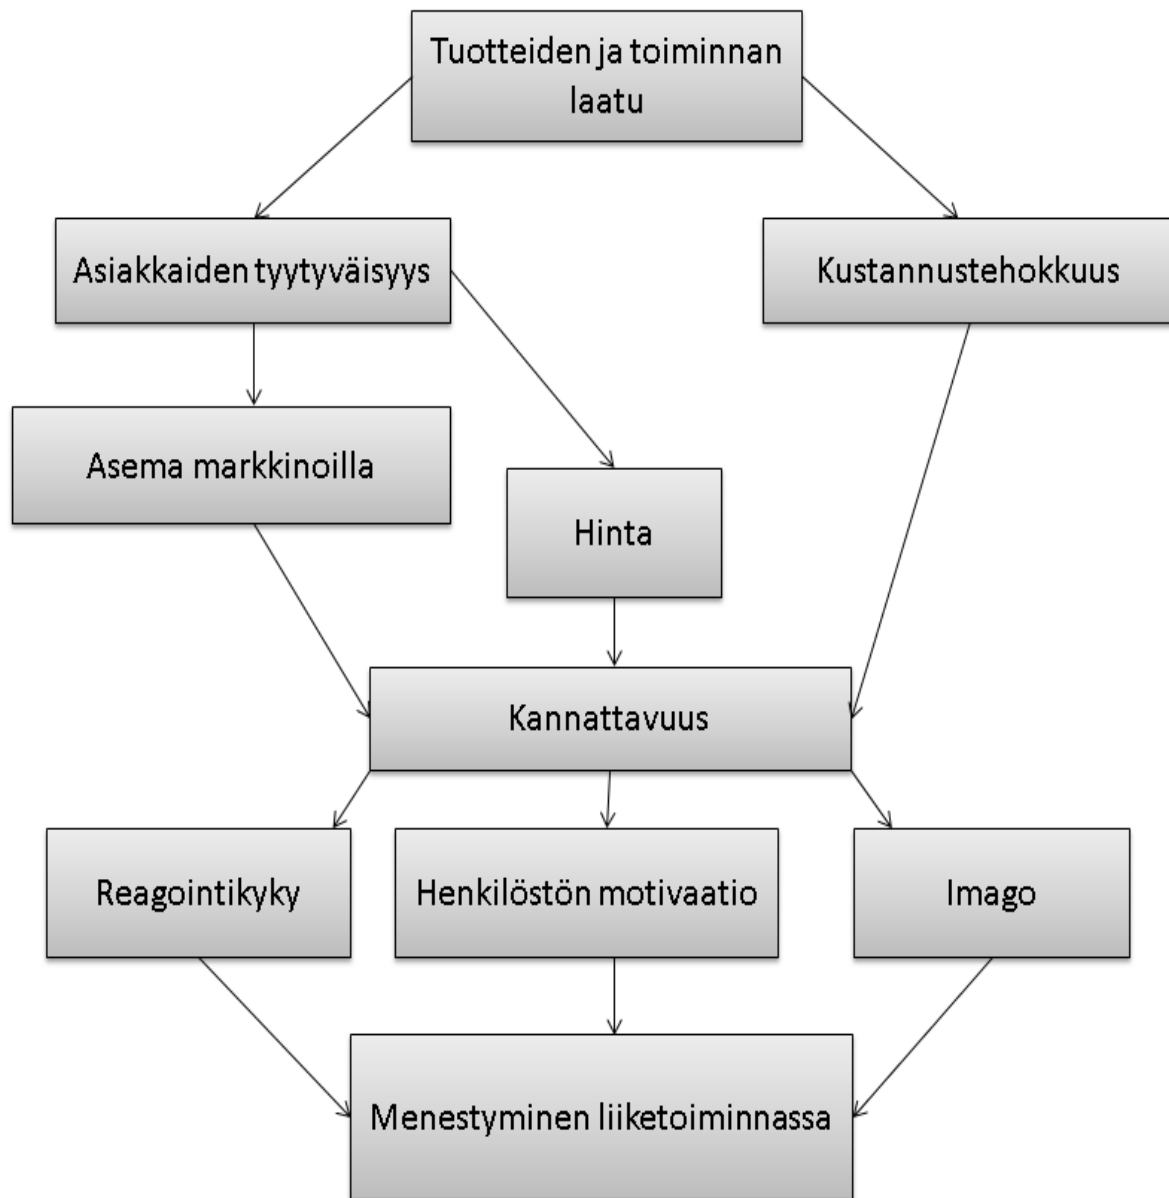 Tuotteiden ja toiminnan
laatu
Asiakkaiden tyytyväisyys
Kustannustehokkuus
Asema markkinoilla
Hinta
Kannattavuus
Reagointikyky
Henkilöstön motivaatio
Imago
Menestyminen liiketoiminnassa